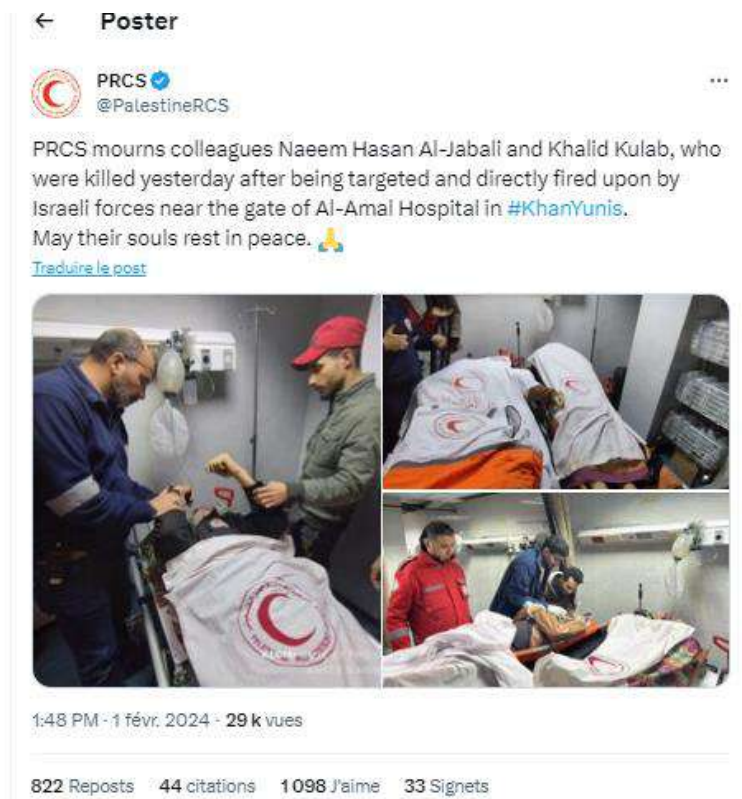 ← Poster
PRCS
@PalestineRCS
PRCS mourns colleagues Naeem Hasan Al-Jabali and Khalid Kulab, who
were killed yesterday after being targeted and directly fired upon by
Israeli forces near the gate of Al-Amal Hospital in #KhanYunis.
May their souls rest in peace. 🙏
Traduire le post
1:48 PM · 1 févr. 2024 · 29 k vues
822 Reposts 44 citations 1 098 J'aime 33 Signets